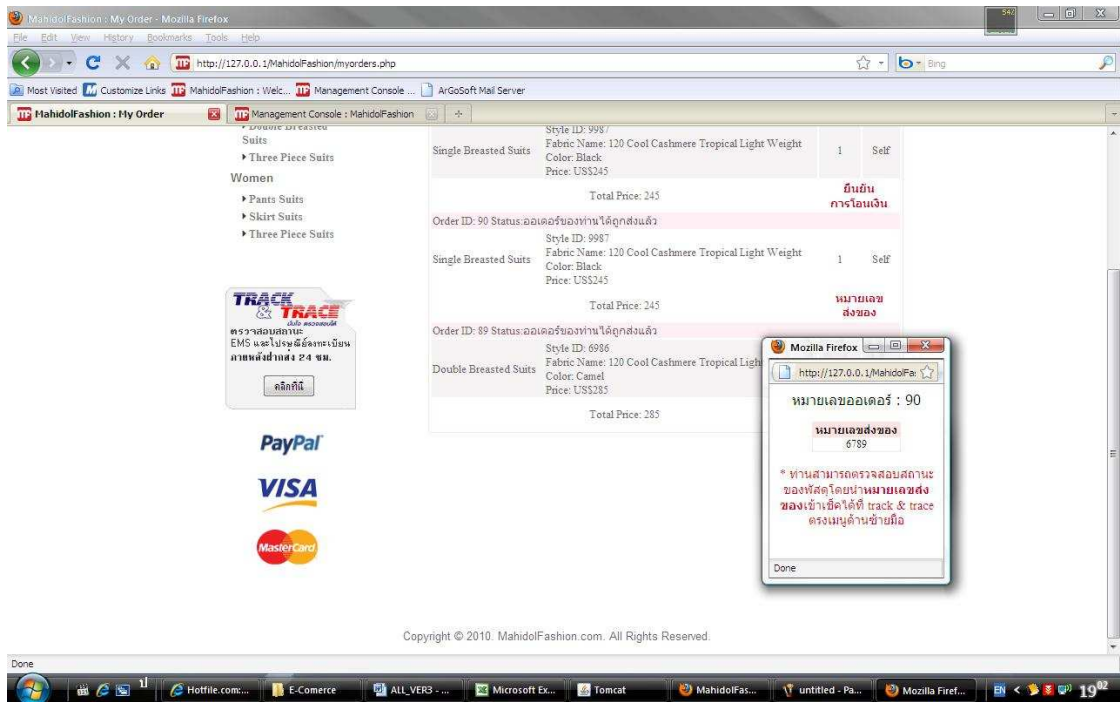 MahidolFashion : My Order - Mozilla Firefox
File Edit View History Bookmarks Tools Help
http://127.0.0.1/MahidolFashion/myorders.php
Bing
Most Visited Customize Links MahidolFashion : Welc... Management Console ... ArGoSoft Mail Server
MahidolFashion : My Order
Management Console : MahidolFashion
Double Breasted
Suits
Three Piece Suits
Women
Pants Suits
Skirt Suits
Three Piece Suits
TRACK
& TRACE
ตรวจสอบสถานะ
EMS และไปรษณีย์ลงทะเบียน
ภายหลังฝากส่ง 24 ชม.
คลิกที่นี่
PayPal
VISA
MasterCard
Style ID: 9987
Single Breasted Suits
Fabric Name: 120 Cool Cashmere Tropical Light Weight
1 Self
Color: Black
Price: US$245
Total Price: 245
ยืนยัน
การโอนเงิน
Order ID: 90 Status:ออเดอร์ของท่านได้ถูกส่งแล้ว
Style ID: 9987
Single Breasted Suits
Fabric Name: 120 Cool Cashmere Tropical Light Weight
1 Self
Color: Black
Price: US$245
Total Price: 245
หมายเลข
ส่งของ
Order ID: 89 Status:ออเดอร์ของท่านได้ถูกส่งแล้ว
Style ID: 6986
Double Breasted Suits
Fabric Name: 120 Cool Cashmere Tropical Ligh
Color: Camel
Price: US$285
Total Price: 285
Mozilla Firefox
http://127.0.0.1/MahidolFas
หมายเลขออเดอร์ : 90
หมายเลขส่งของ
6789
* ท่านสามารถตรวจสอบสถานะ
ของพัสดุโดยนำหมายเลขส่ง
ของเข้าเช็คได้ที่ track & trace
ตรงเมนูด้านซ้ายมือ
Done
Copyright © 2010. MahidolFashion.com. All Rights Reserved.
Done
Hotfile.com:... E-Comerce ALL_VER3 - ... Microsoft Ex... Tomcat MahidolFas... untitled - Pa... Mozilla Firef... EN 19 02